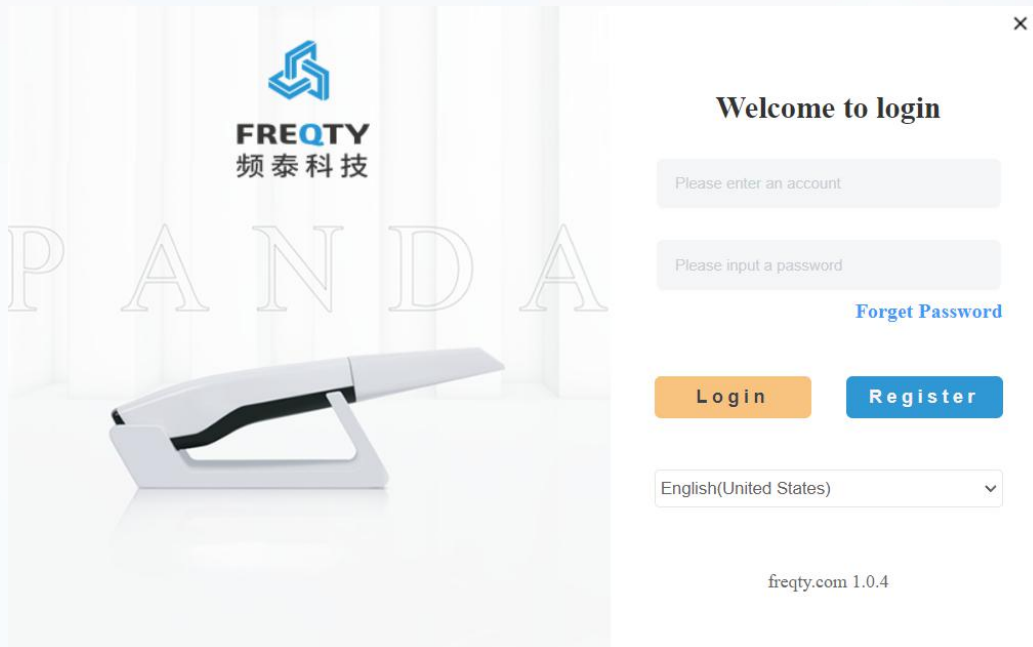 FREQTY
频泰科技
PANDA
Welcome to login
Please enter an account
Please input a password
Forget Password
Login
Register
English(United States)
freqty.com 1.0.4